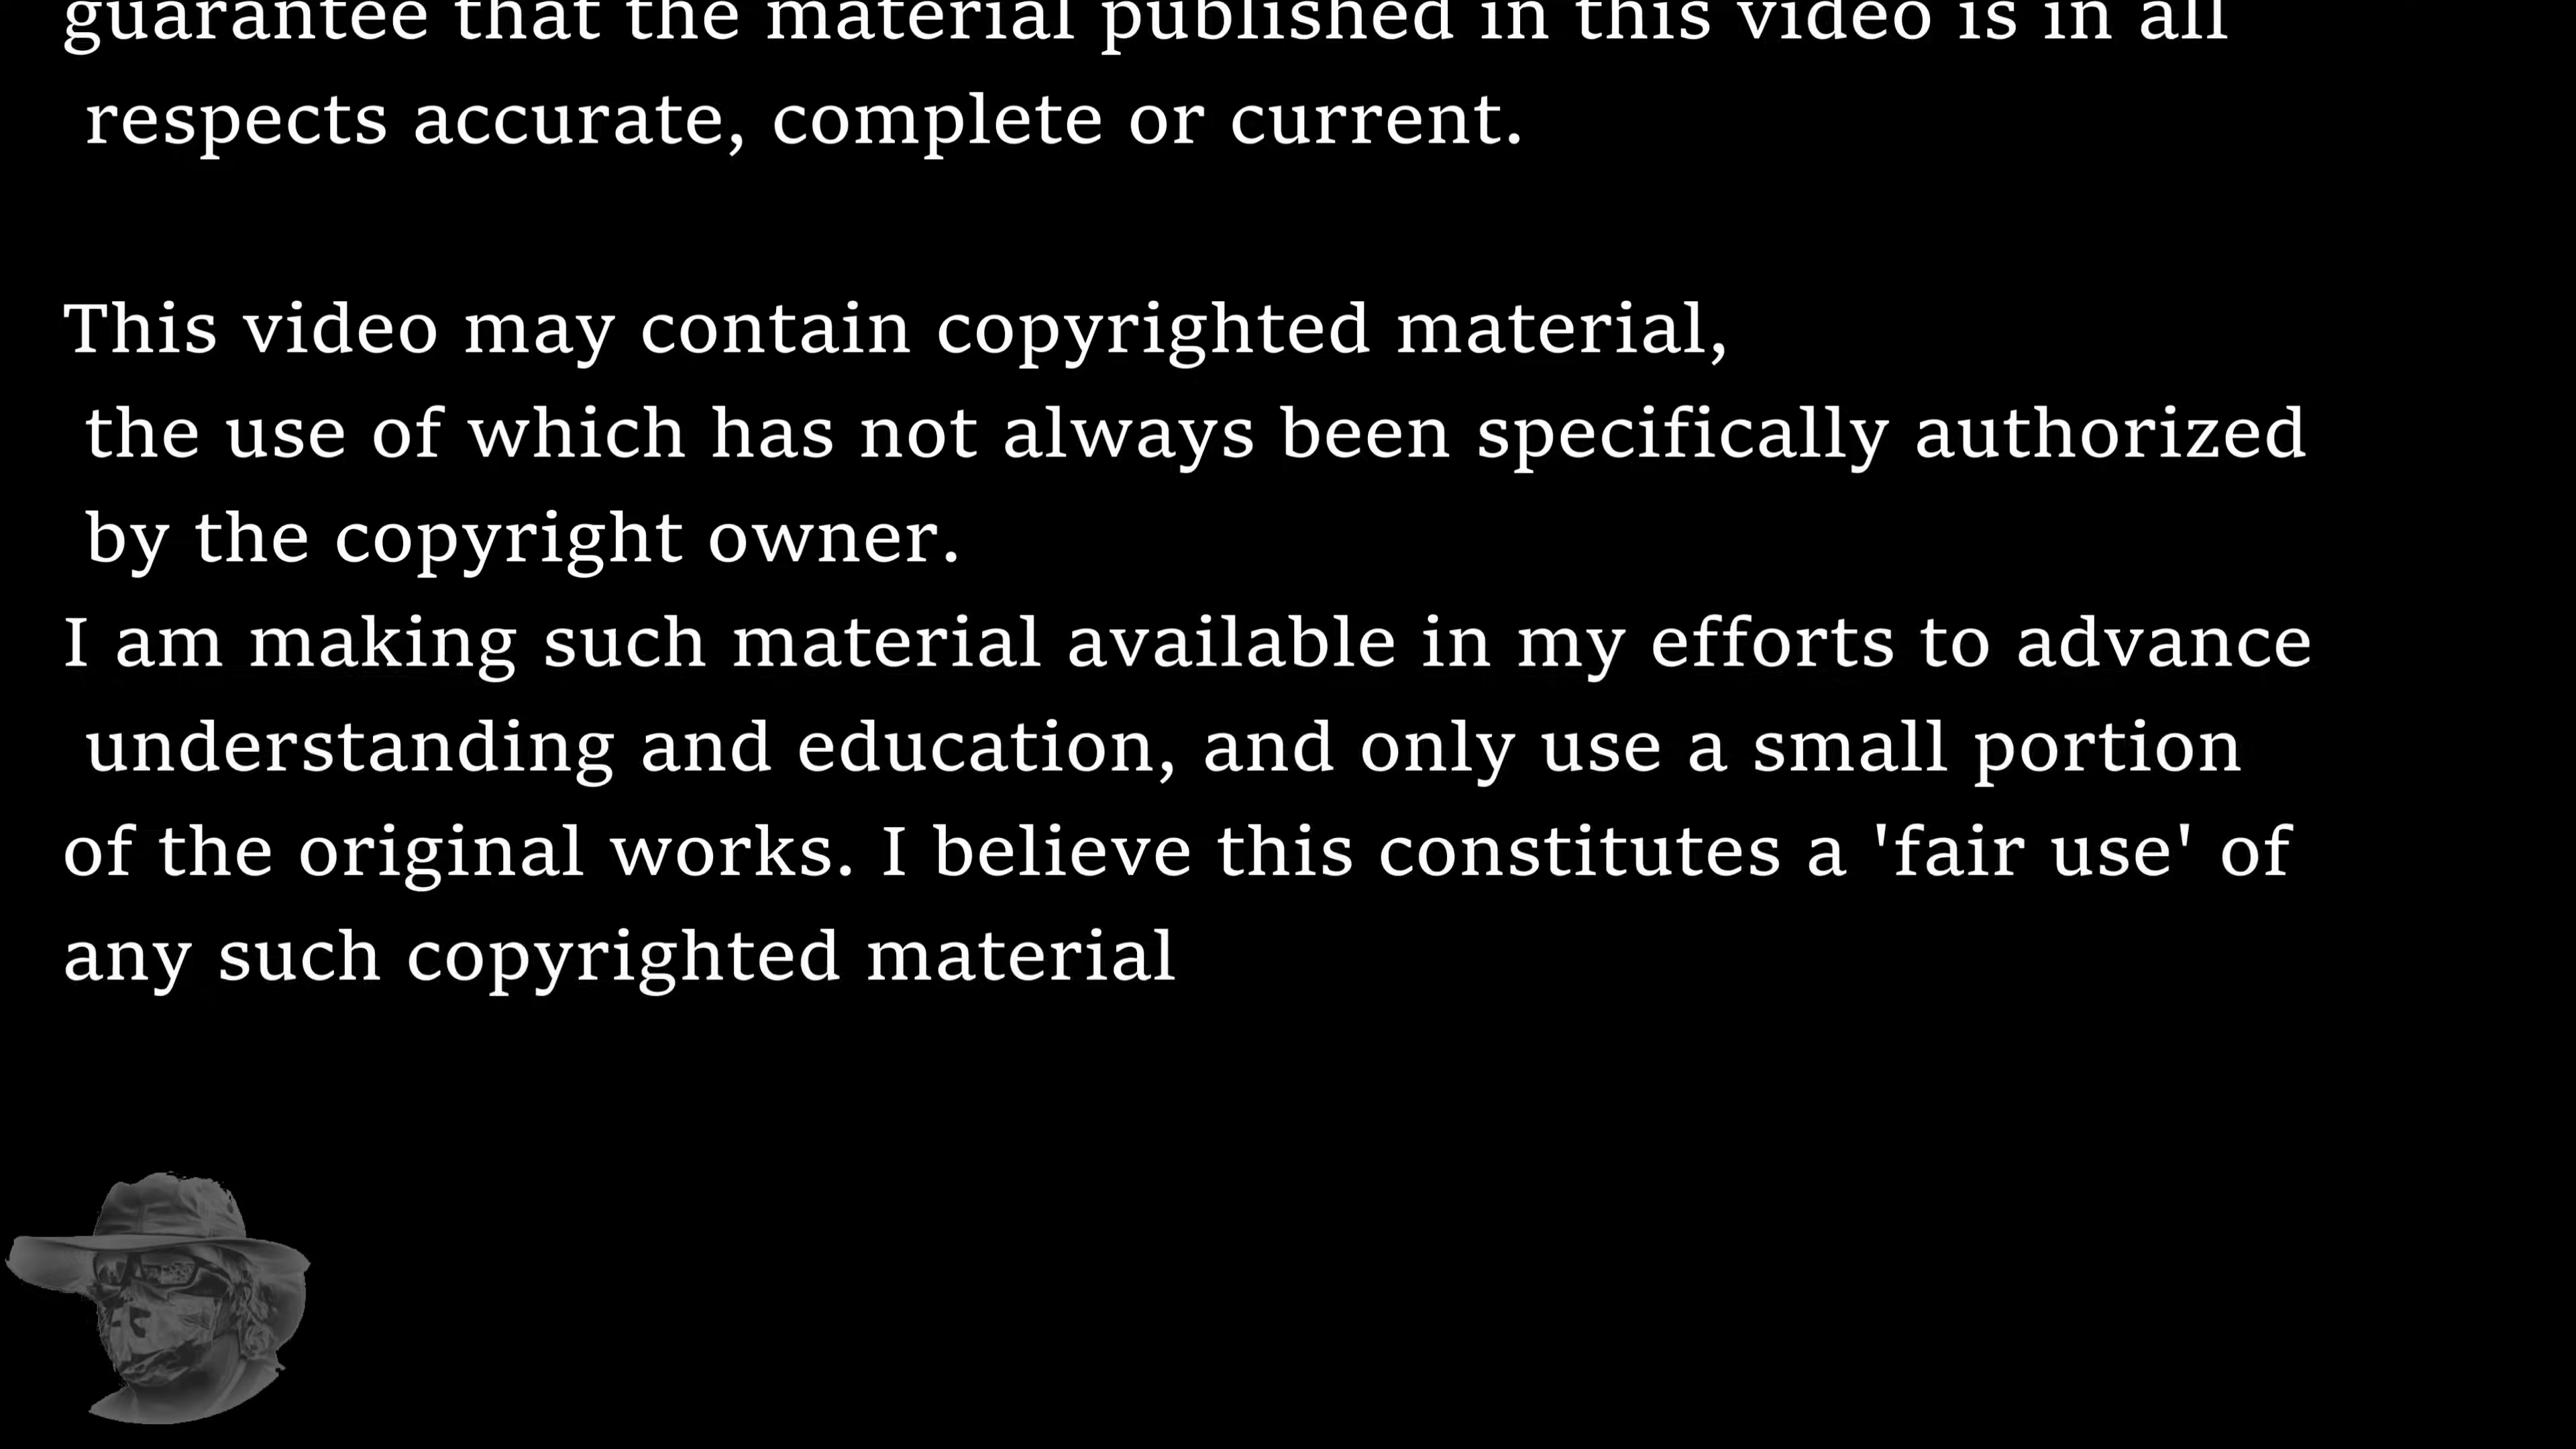 guarantee that the material published in this video is in all
respects accurate, complete or current.
This video may contain copyrighted material,
the use of which has not always been specifically authorized
by the copyright owner.
I am making such material available in my efforts to advance
understanding and education, and only use a small portion
of the original works. I believe this constitutes a 'fair use' of
any such copyrighted material